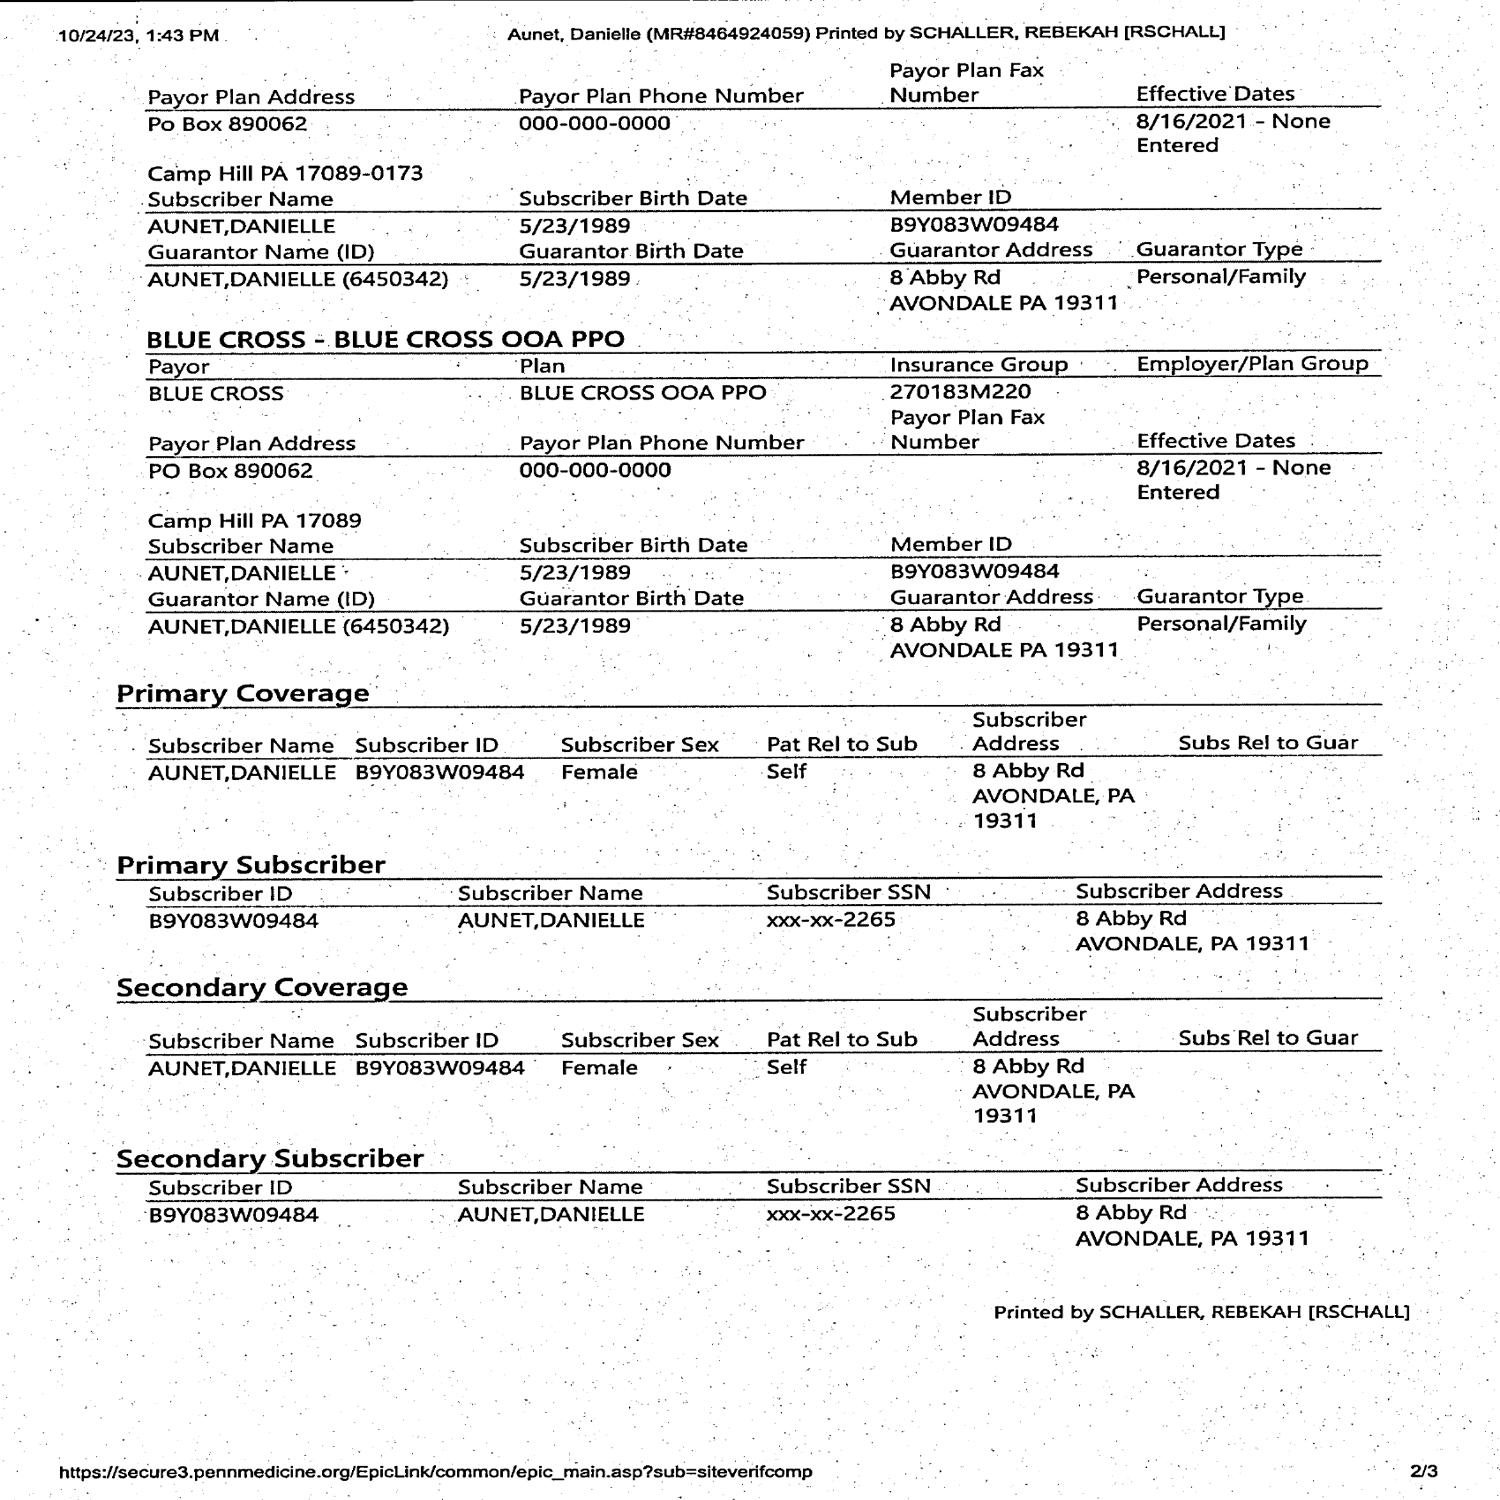 10/24/23, 1:43 PM Aunet, Danielle (MR#8464924059) Printed by SCHALLER, REBEKAH [RSCHALL]
Payor Plan Fax
Payor Plan Address Payor Plan Phone Number Number Effective Dates
Po Box 890062 000-000-0000 8/16/2021 - None
Entered
Camp Hill PA 17089-0173
Subscriber Name Subscriber Birth Date Member ID
AUNET,DANIELLE 5/23/1989 B9Y083W09484
Guarantor Name (ID) Guarantor Birth Date Guarantor Address Guarantor Type
AUNET,DANIELLE (6450342) 5/23/1989 8 Abby Rd Personal/Family
AVONDALE PA 19311
BLUE CROSS - BLUE CROSS OOA PPO
Payor Plan Insurance Group Employer/Plan Group
BLUE CROSS BLUE CROSS OOA PPO 270183M220
Payor Plan Fax
Payor Plan Address Payor Plan Phone Number Number Effective Dates
PO Box 890062 000-000-0000 8/16/2021 - None
Entered
Camp Hill PA 17089
Subscriber Name Subscriber Birth Date Member ID
AUNET,DANIELLE 5/23/1989 B9Y083W09484
Guarantor Name (ID) Guarantor Birth Date Guarantor Address Guarantor Type
AUNET,DANIELLE (6450342) 5/23/1989 8 Abby Rd Personal/Family
AVONDALE PA 19311
Primary Coverage
Subscriber
Subscriber Name Subscriber ID Subscriber Sex Pat Rel to Sub Address Subs Rel to Guar
AUNET,DANIELLE B9Y083W09484 Female Self 8 Abby Rd
AVONDALE, PA
19311
Primary Subscriber
Subscriber ID Subscriber Name Subscriber SSN Subscriber Address
B9Y083W09484 AUNET,DANIELLE xxx-xx-2265 8 Abby Rd
AVONDALE, PA 19311
Secondary Coverage
Subscriber
Subscriber Name Subscriber ID Subscriber Sex Pat Rel to Sub Address Subs Rel to Guar
AUNET,DANIELLE B9Y083W09484 Female Self 8 Abby Rd
AVONDALE, PA
19311
Secondary Subscriber
Subscriber ID Subscriber Name Subscriber SSN Subscriber Address
B9Y083W09484 AUNET,DANIELLE xxx-xx-2265 8 Abby Rd
AVONDALE, PA 19311
Printed by SCHALLER, REBEKAH [RSCHALL]
https://secure3.pennmedicine.org/EpicLink/common/epic_main.asp?sub=siteverifcomp 2/3